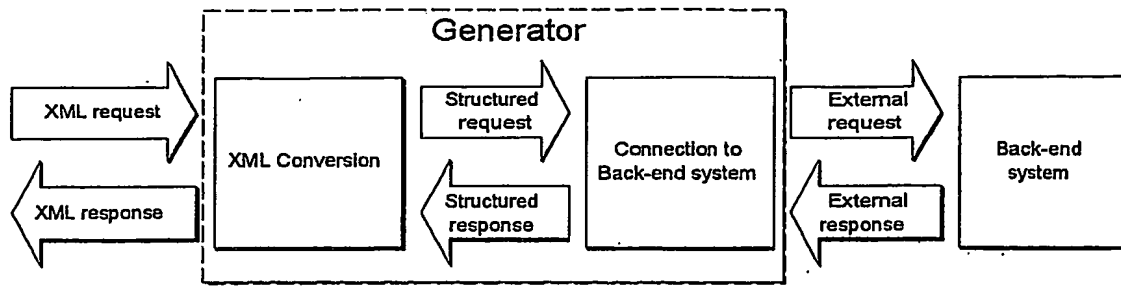 Generator
XML request
XML response
XML Conversion
Structured
request
Structured
response
Connection to
Back-end system
External
request
External
response
Back-end
system